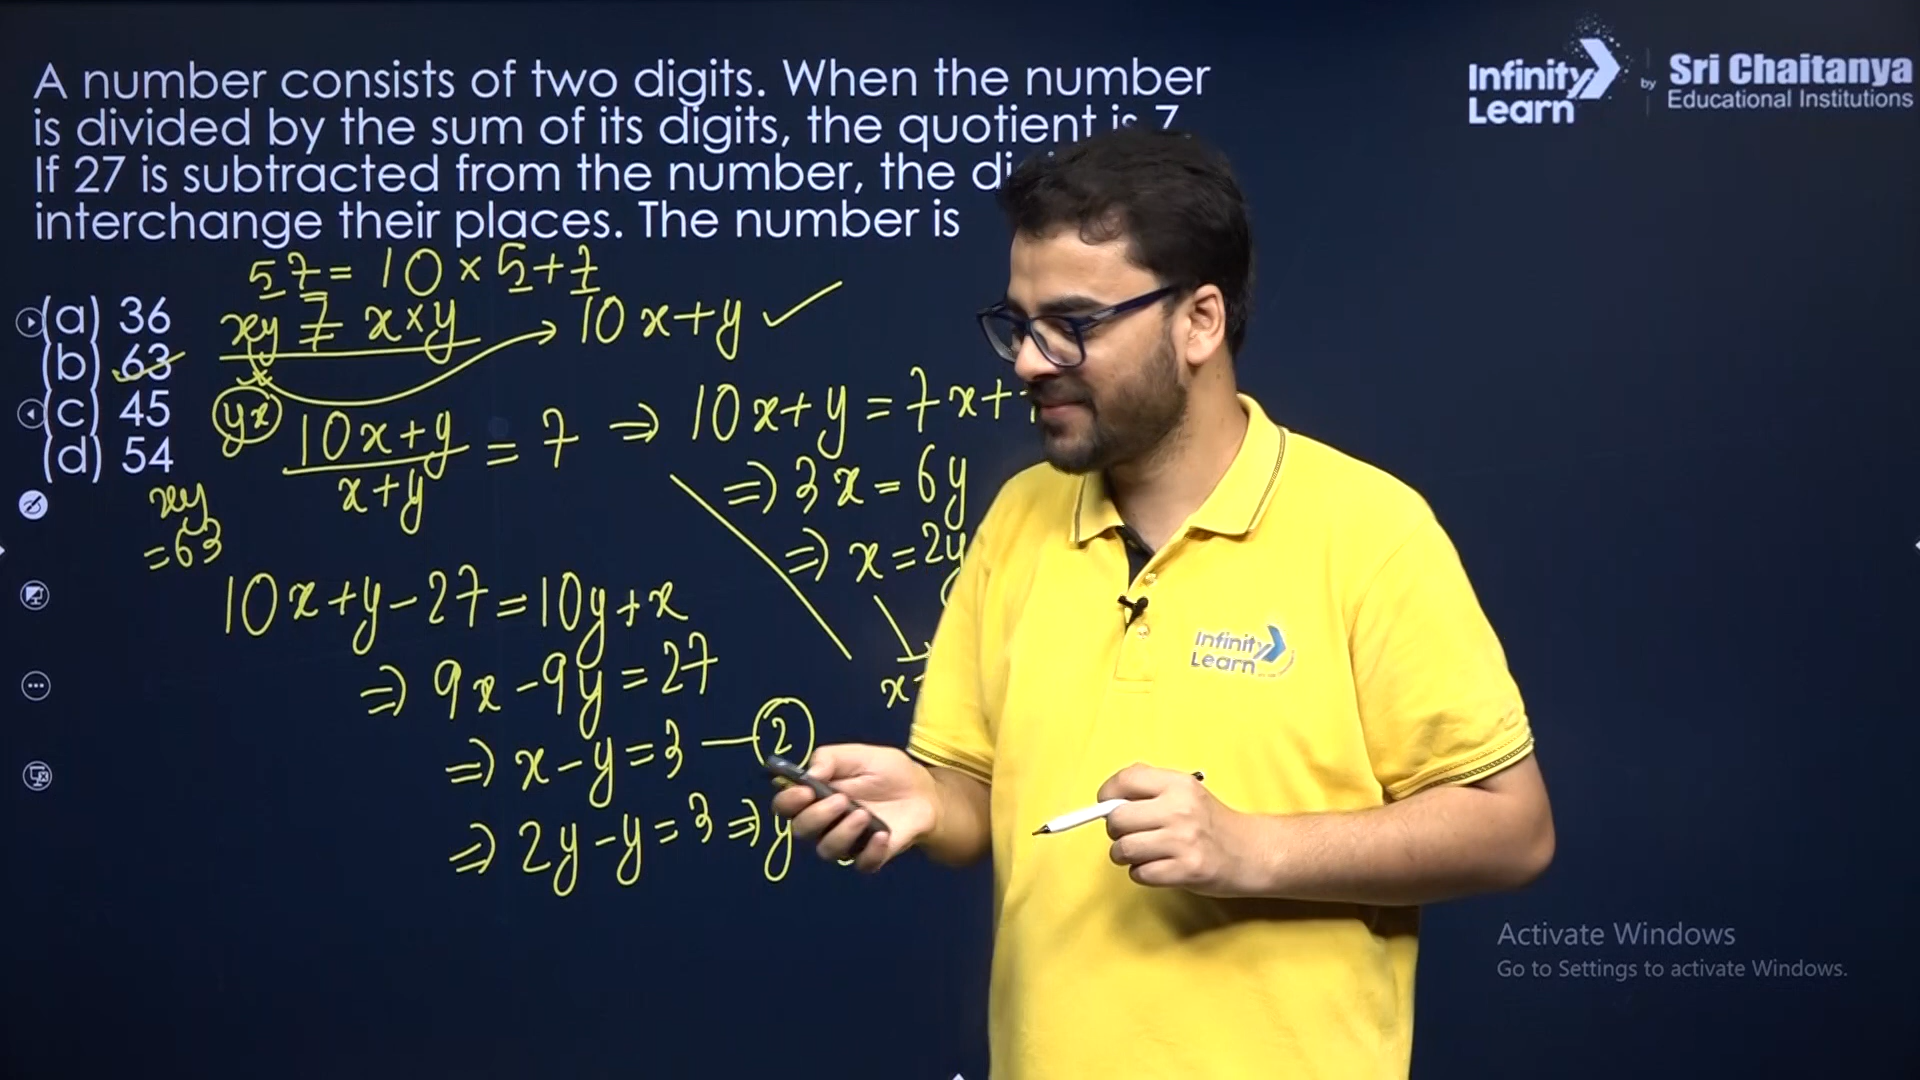 A number consists of two digits. When the number
is divided by the sum of its digits, the quotient is 7.
If 27 is subtracted from the number, the
interchange their places. The number is
57 = 10 × 5 + 7
(a) 36
xy ≠ x×y
10x+y ✓
(b) 63
(c) 45
(d) 54
yx
10x+y
x+y
= 7 ⇒ 10x+y = 7x+
⇒ 3x = 6y
⇒ x = 2y
xy
=63
10x+y-27=10y+x
⇒ 9x-9y=27
⇒ x-y=3 — 2
⇒ 2y-y=3 ⇒ y
Infinity
Learn
by
Sri Chaitanya
Educational Institutions
Infinity
Learn
Activate Windows
Go to Settings to activate Windows.